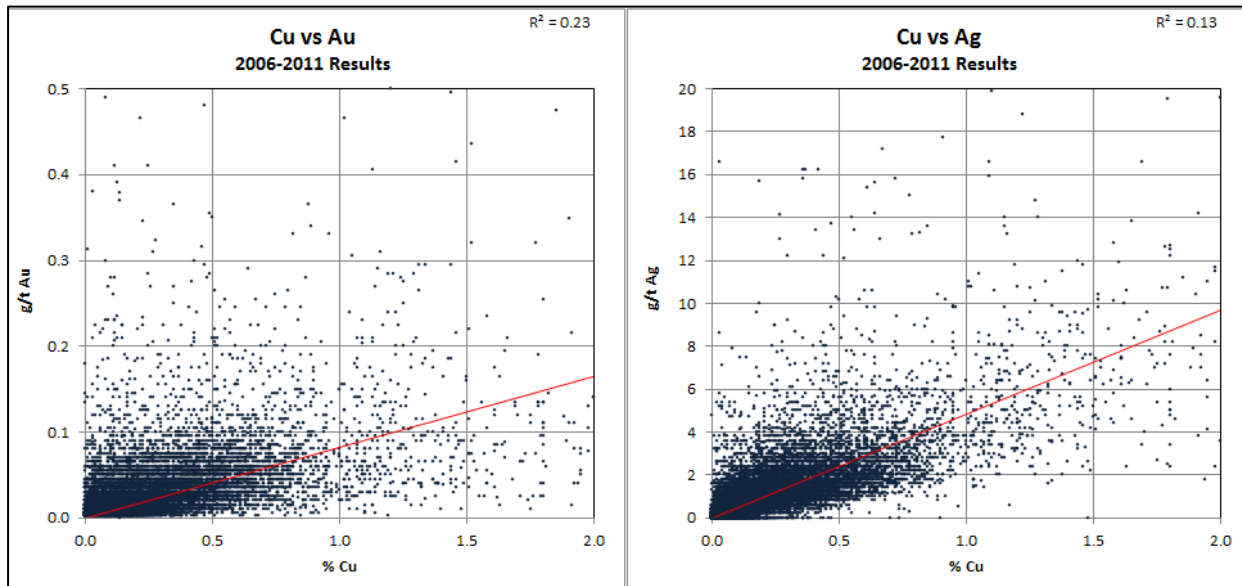 R² = 0.23
Cu vs Au
2006-2011 Results
0.5
0.4
0.3
0.2
0.1
0.0
g/t Au
0.0 0.5 1.0 1.5 2.0
% Cu
R² = 0.13
Cu vs Ag
2006-2011 Results
20
18
16
14
12
10
8
6
4
2
0
g/t Ag
0.0 0.5 1.0 1.5 2.0
% Cu